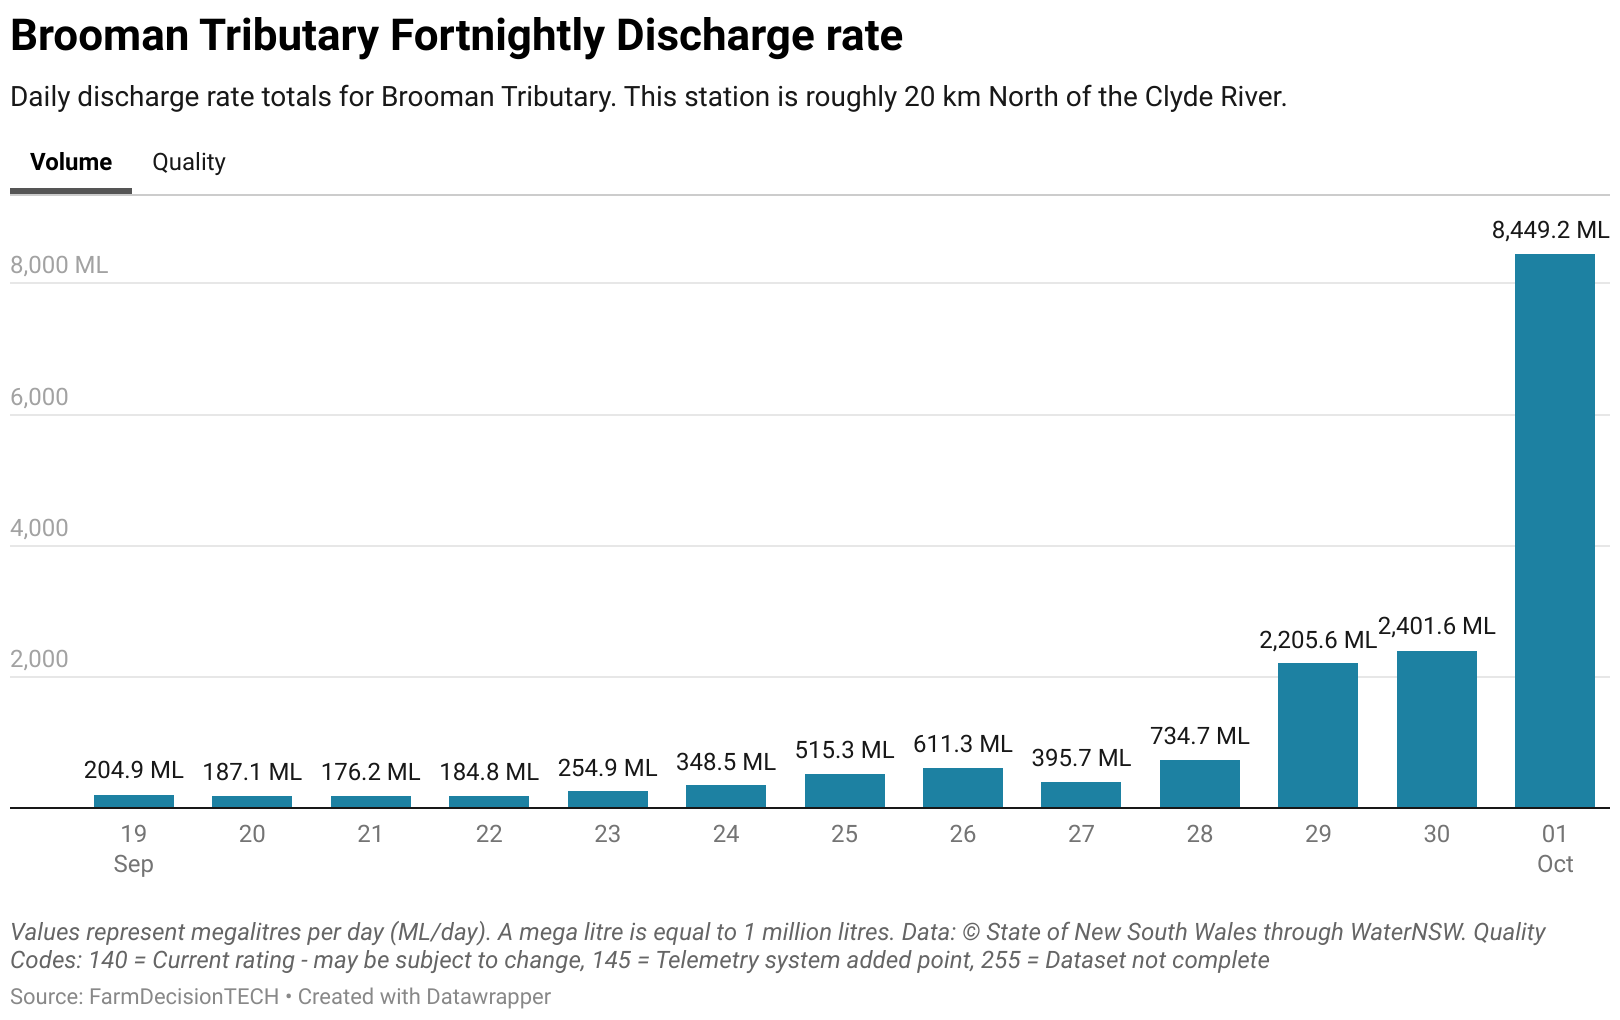 Brooman Tributary Fortnightly Discharge rate
Daily discharge rate totals for Brooman Tributary. This station is roughly 20 km North of the Clyde River.
Volume Quality
8,449.2 ML
8,000 ML
6,000
4,000
2,000
204.9 ML 187.1 ML 176.2 ML 184.8 ML 254.9 ML 348.5 ML 515.3 ML 611.3 ML 395.7 ML 734.7 ML 2,205.6 ML 2,401.6 ML
19 20 21 22 23 24 25 26 27 28 29 30 01
Sep Oct
Values represent megalitres per day (ML/day). A mega litre is equal to 1 million litres. Data: © State of New South Wales through WaterNSW. Quality
Codes: 140 = Current rating - may be subject to change, 145 = Telemetry system added point, 255 = Dataset not complete
Source: FarmDecisionTECH • Created with Datawrapper